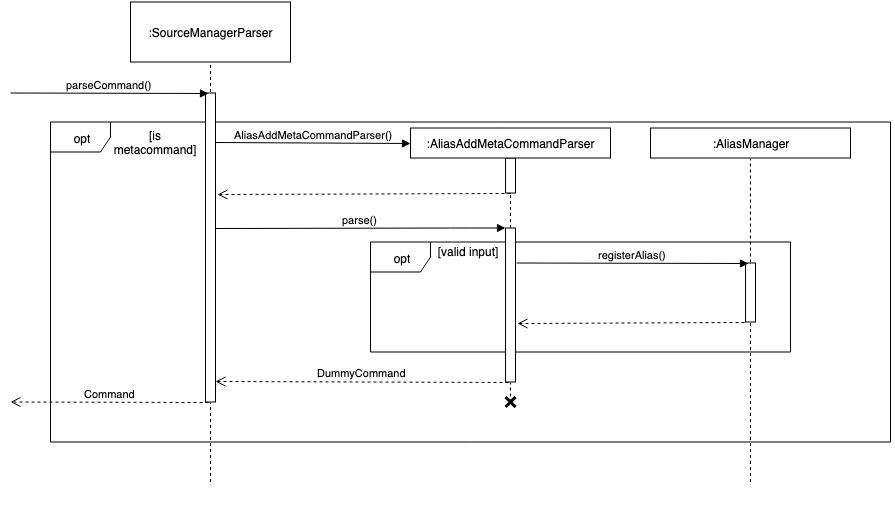 :SourceManagerParser
parseCommand()
opt
[is
metacommand]
AliasAddMetaCommandParser()
:AliasAddMetaCommandParser
:AliasManager
parse()
opt
[valid input]
registerAlias()
DummyCommand
Command